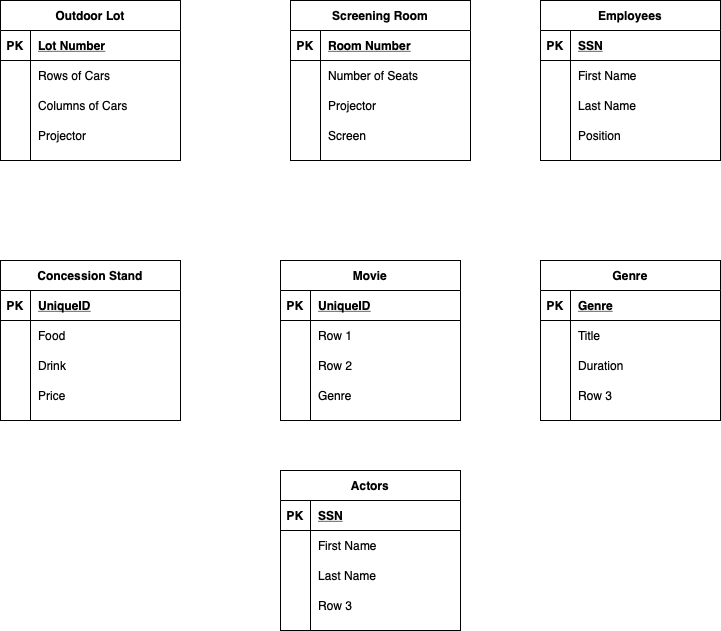 Outdoor Lot
PK Lot Number
Rows of Cars
Columns of Cars
Projector
Screening Room
PK Room Number
Number of Seats
Projector
Screen
Employees
PK SSN
First Name
Last Name
Position
Concession Stand
PK UniqueID
Food
Drink
Price
Movie
PK UniqueID
Row 1
Row 2
Genre
Genre
PK Genre
Title
Duration
Row 3
Actors
PK SSN
First Name
Last Name
Row 3